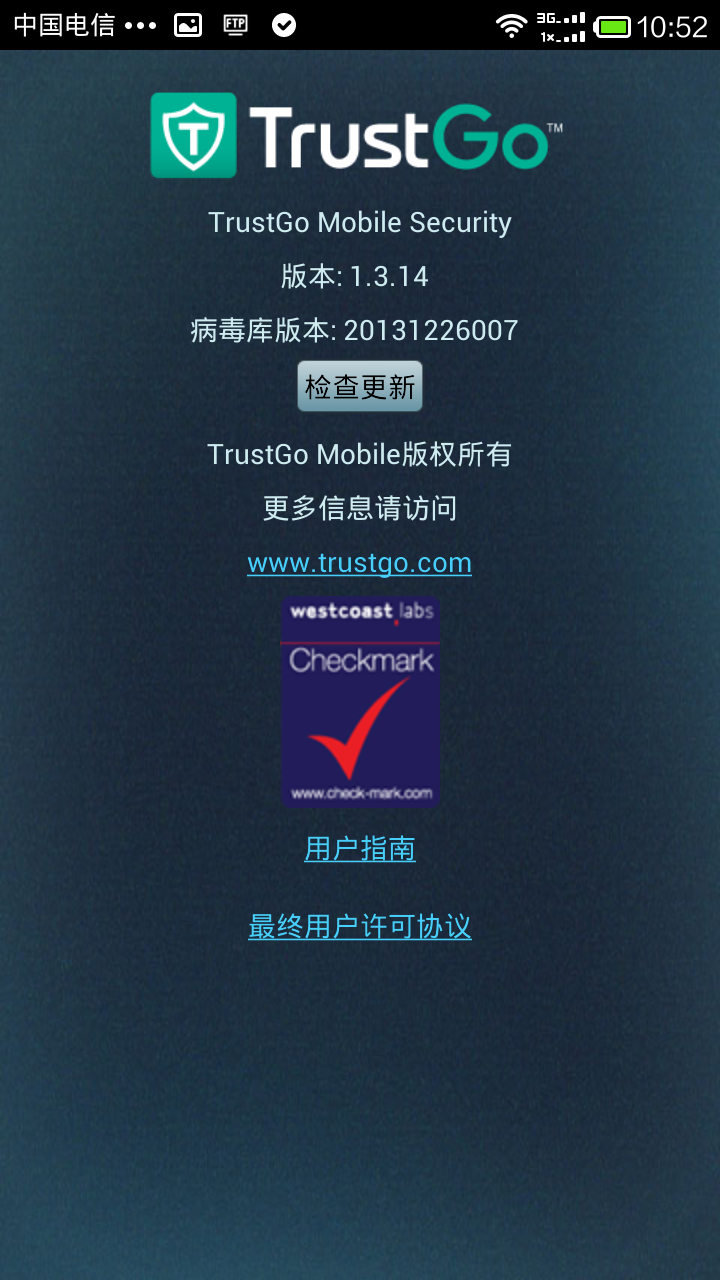 中国电信 ••• FTP 3G 1x 10:52
T TrustGo™
TrustGo Mobile Security
版本: 1.3.14
病毒库版本: 20131226007
检查更新
TrustGo Mobile版权所有
更多信息请访问
www.trustgo.com
westcoast labs
Checkmark
www.check-mark.com
用户指南
最终用户许可协议